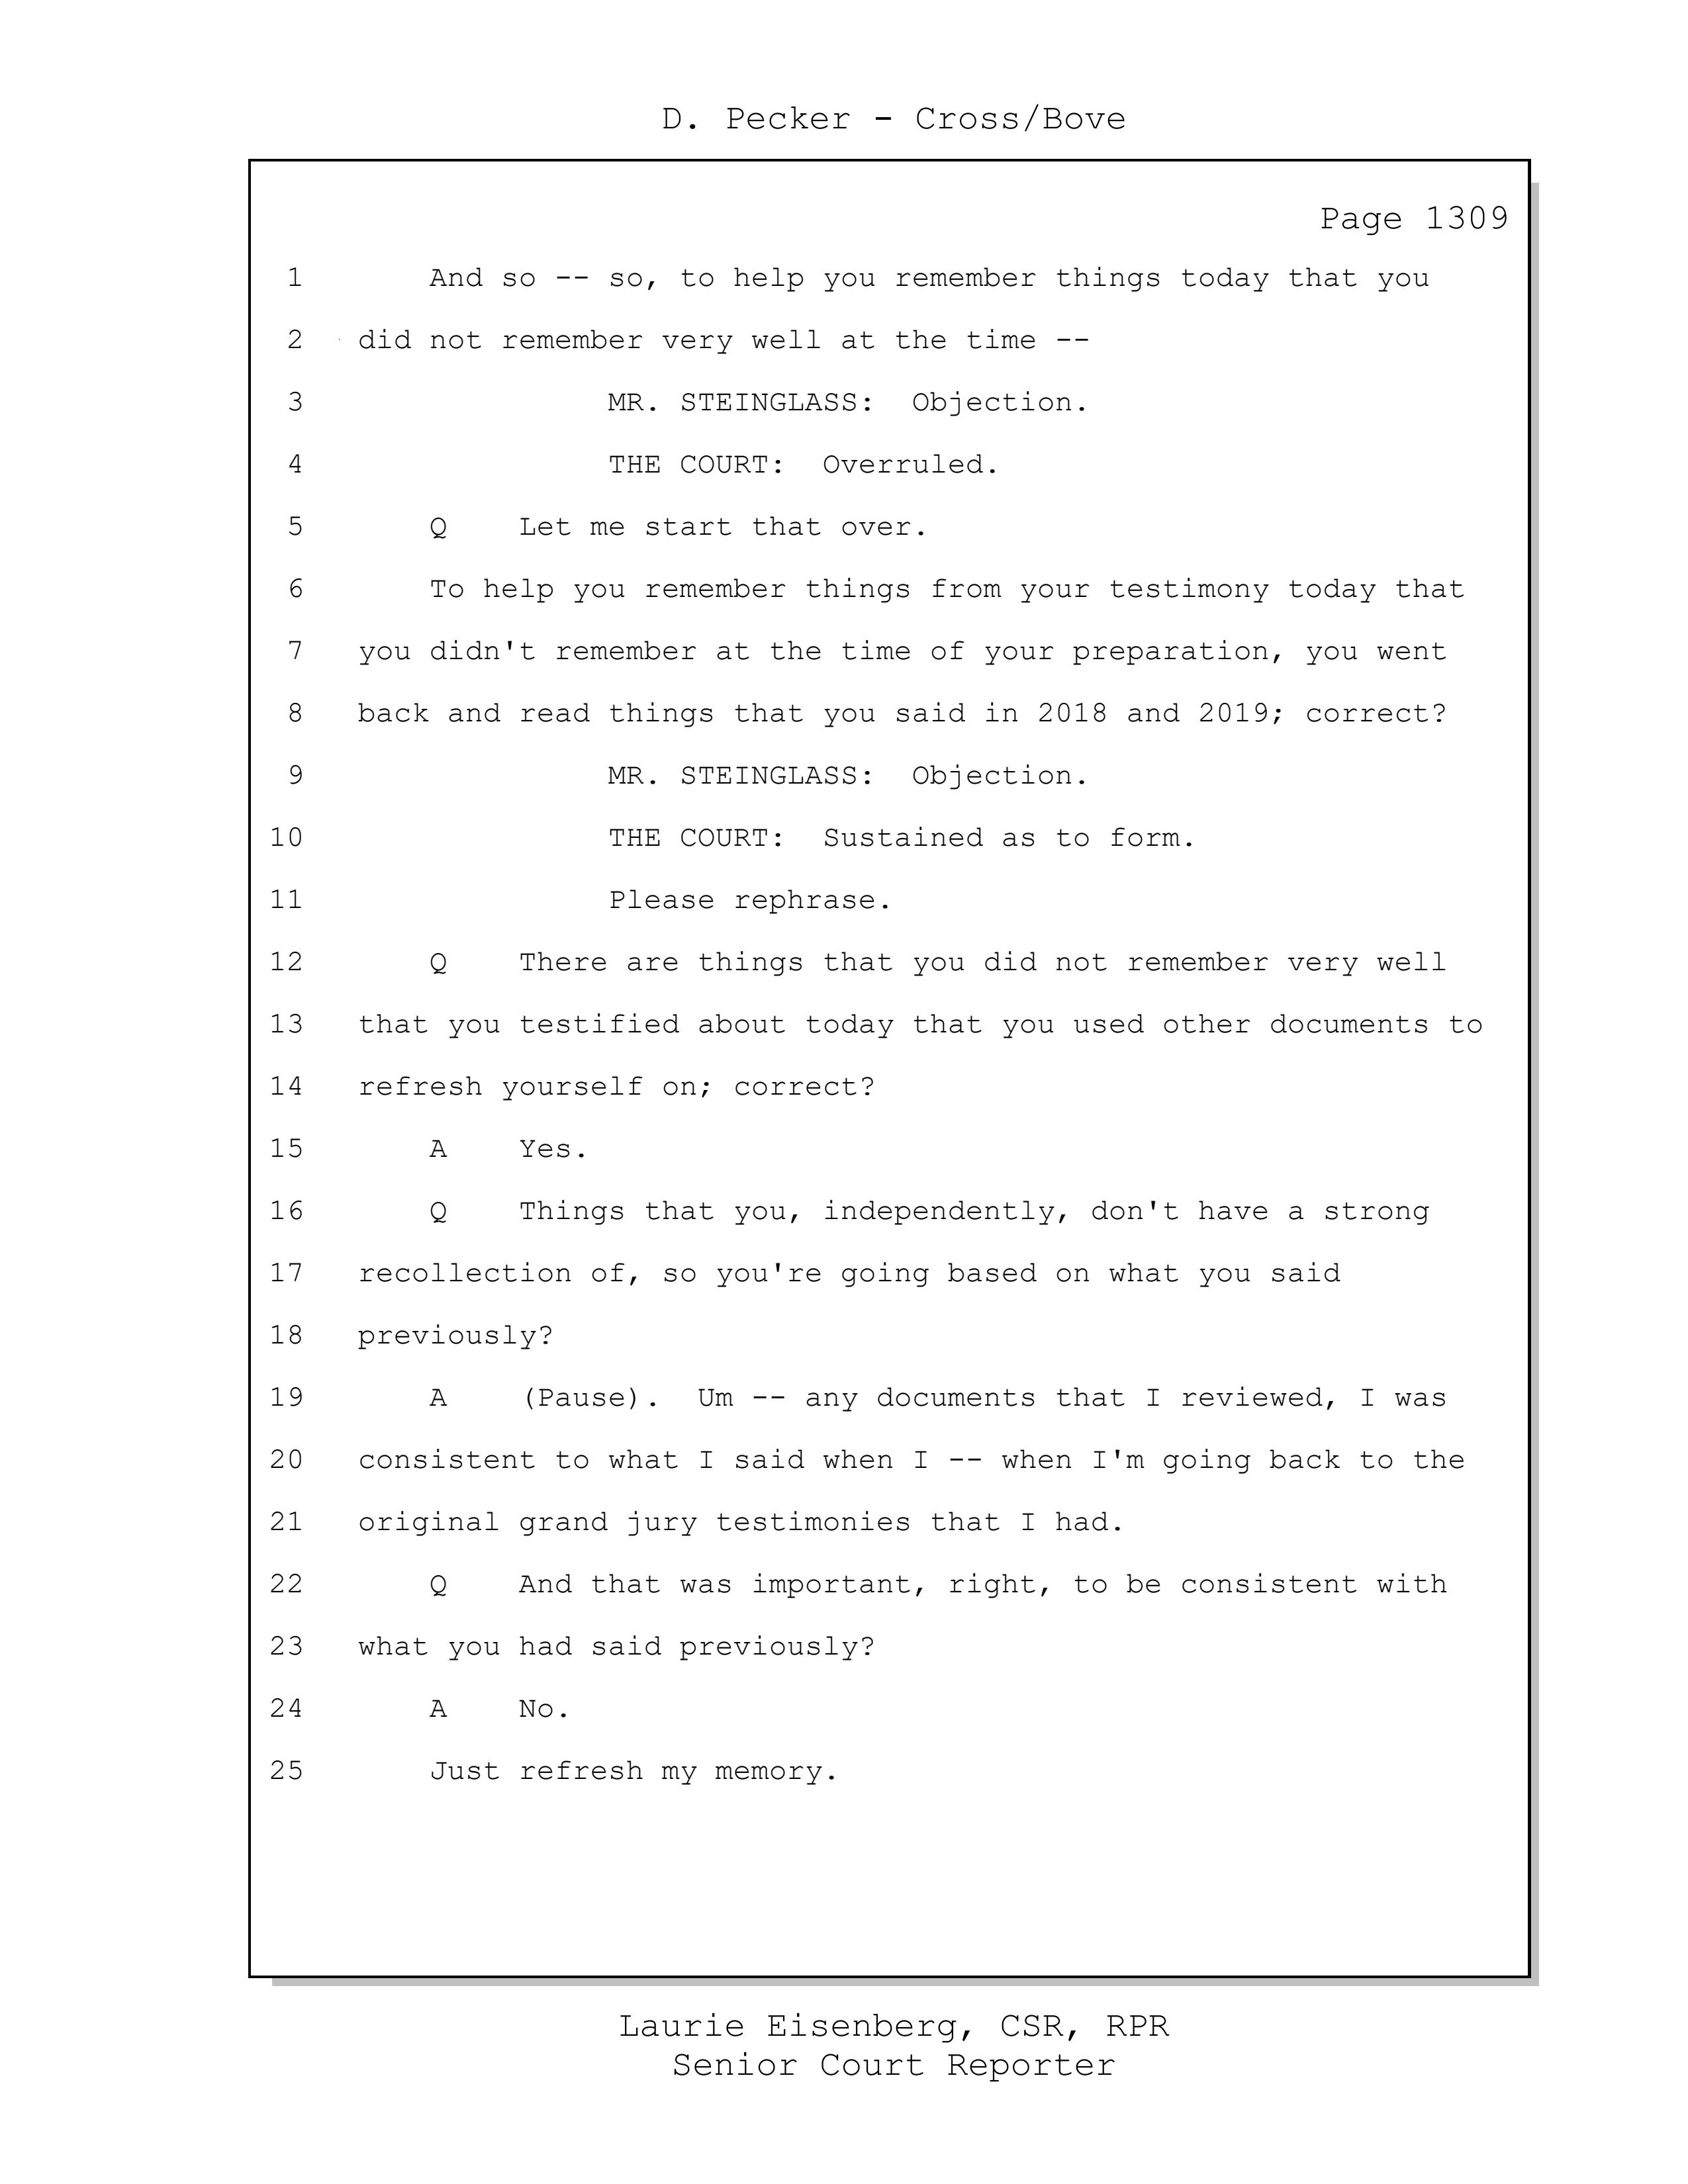 D. Pecker - Cross/Bove
Page 1309
1 And so -- so, to help you remember things today that you
2 did not remember very well at the time --
3 MR. STEINGLASS: Objection.
4 THE COURT: Overruled.
5 Q Let me start that over.
6 To help you remember things from your testimony today that
7 you didn't remember at the time of your preparation, you went
8 back and read things that you said in 2018 and 2019; correct?
9 MR. STEINGLASS: Objection.
10 THE COURT: Sustained as to form.
11 Please rephrase.
12 Q There are things that you did not remember very well
13 that you testified about today that you used other documents to
14 refresh yourself on; correct?
15 A Yes.
16 Q Things that you, independently, don't have a strong
17 recollection of, so you're going based on what you said
18 previously?
19 A (Pause). Um -- any documents that I reviewed, I was
20 consistent to what I said when I -- when I'm going back to the
21 original grand jury testimonies that I had.
22 Q And that was important, right, to be consistent with
23 what you had said previously?
24 A No.
25 Just refresh my memory.
Laurie Eisenberg, CSR, RPR
Senior Court Reporter